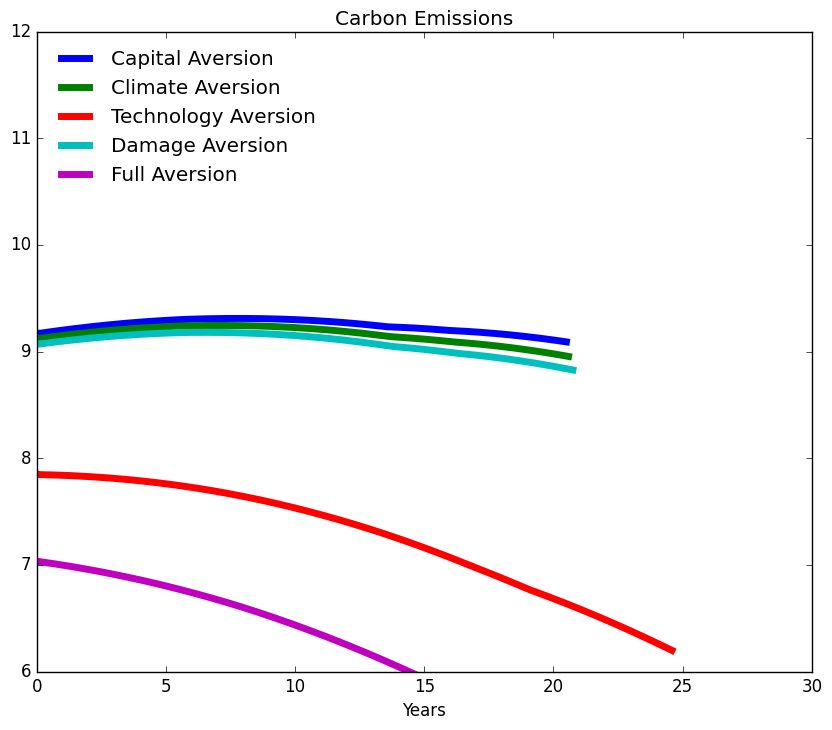 Carbon Emissions
12
11
10
9
8
7
6
Capital Aversion
Climate Aversion
Technology Aversion
Damage Aversion
Full Aversion
0 5 10 15 20 25 30
Years